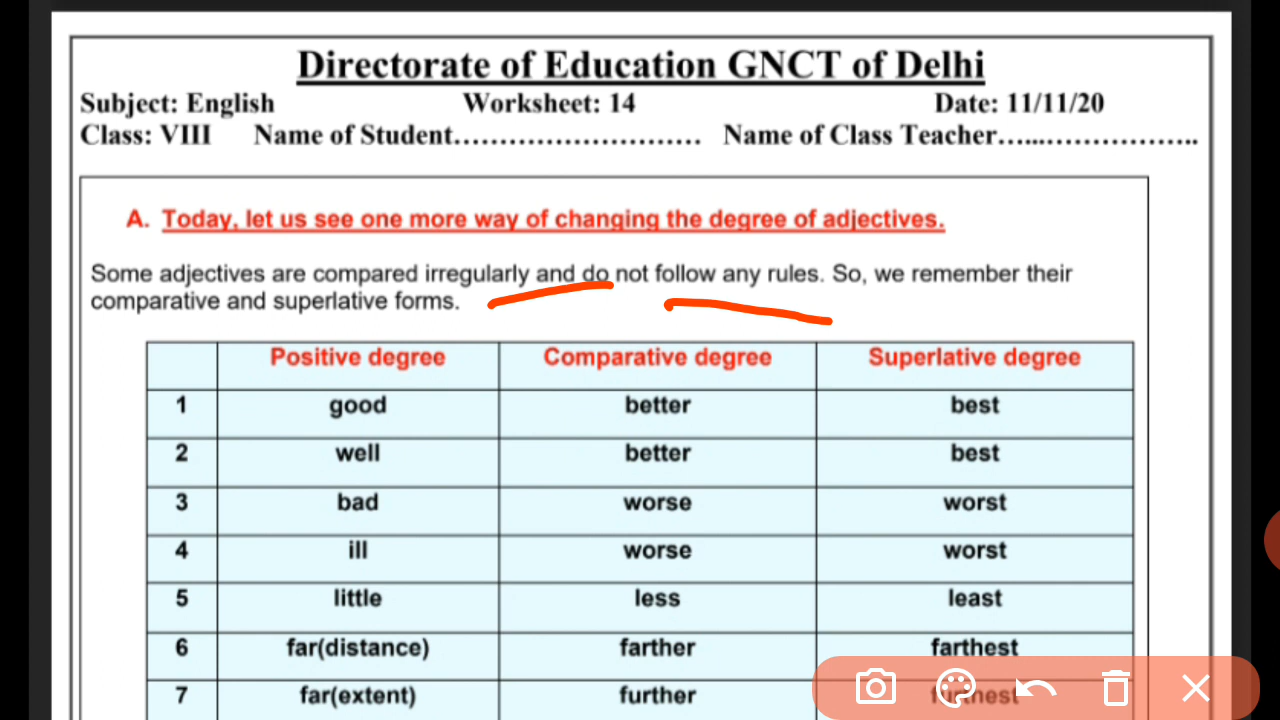 Directorate of Education GNCT of Delhi
Subject: English Worksheet: 14 Date: 11/11/20
Class: VIII Name of Student.............................. Name of Class Teacher.........................
A. Today, let us see one more way of changing the degree of adjectives.
Some adjectives are compared irregularly and do not follow any rules. So, we remember their
comparative and superlative forms.
Positive degree Comparative degree Superlative degree
1 good better best
2 well better best
3 bad worse worst
4 ill worse worst
5 little less least
6 far(distance) farther farthest
7 far(extent) further furthest